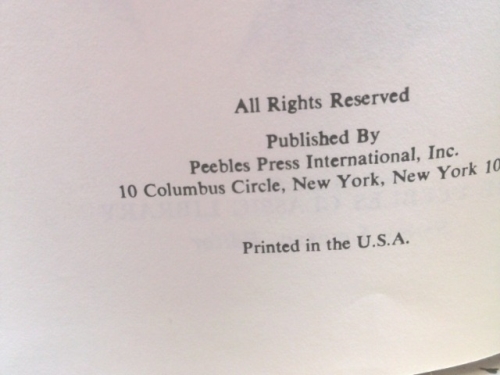 All Rights Reserved
Published By
Peebles Press International, Inc.
10 Columbus Circle, New York, New York 10
Printed in the U.S.A.